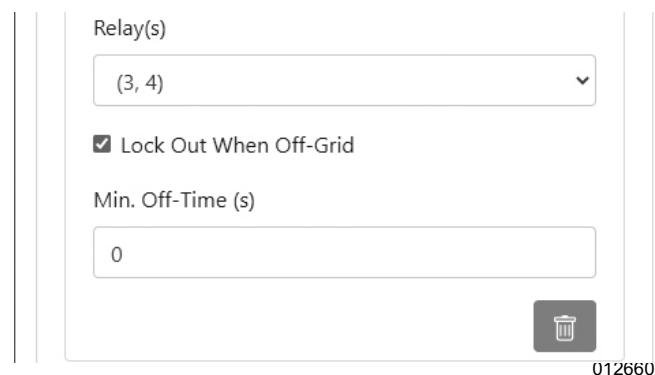 Relay(s)
(3, 4)
Lock Out When Off-Grid
Min. Off-Time (s)
0
012660